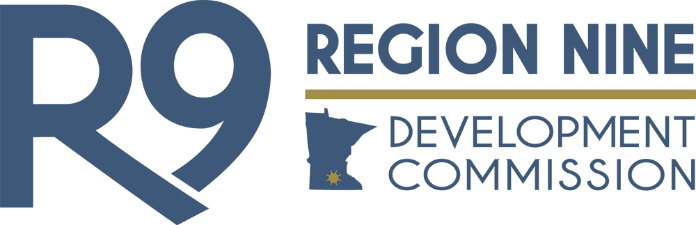 R9
REGION NINE
DEVELOPMENT
COMMISSION